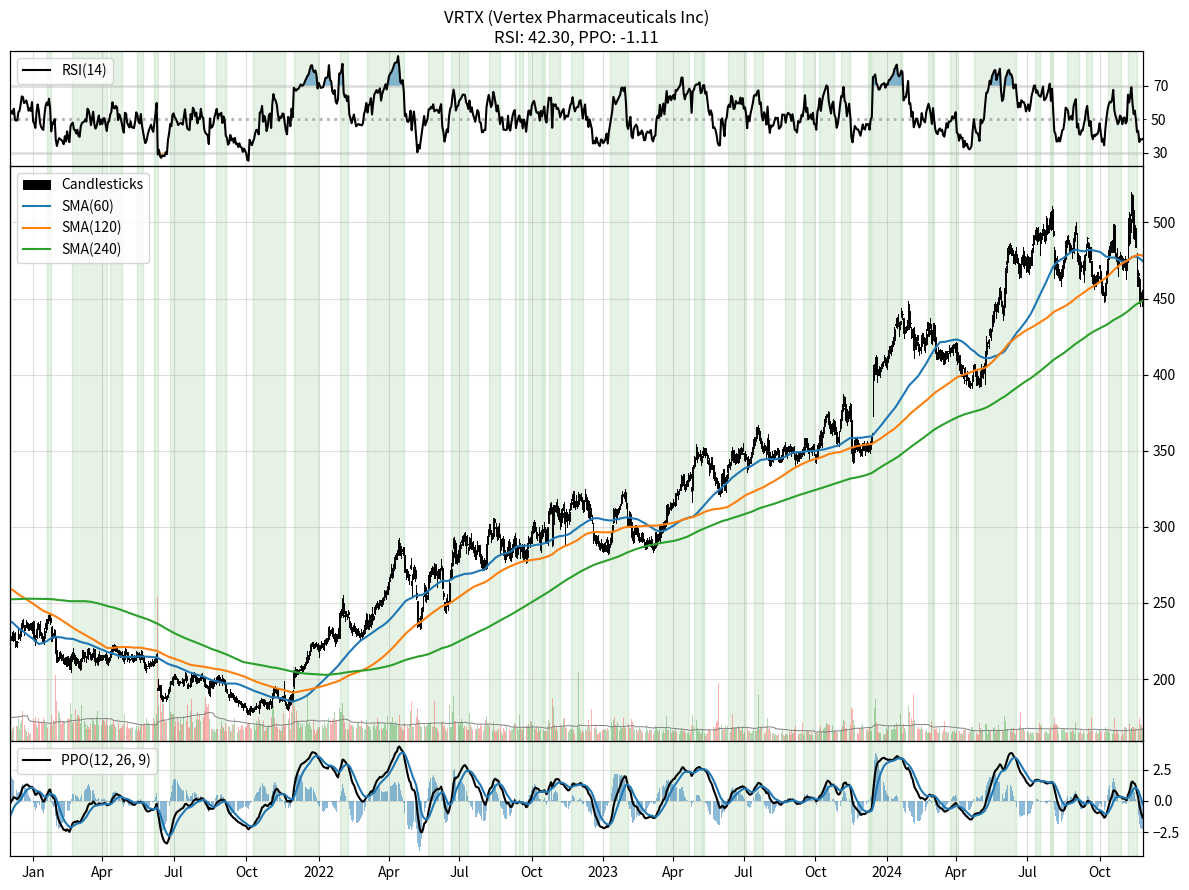 VRTX (Vertex Pharmaceuticals Inc)
RSI: 42.30, PPO: -1.11
RSI(14)
70
50
30
Candlesticks
SMA(60)
SMA(120)
SMA(240)
500
450
400
350
300
250
200
PPO(12, 26, 9)
2.5
0.0
−2.5
Jan Apr Jul Oct 2022 Apr Jul Oct 2023 Apr Jul Oct 2024 Apr Jul Oct